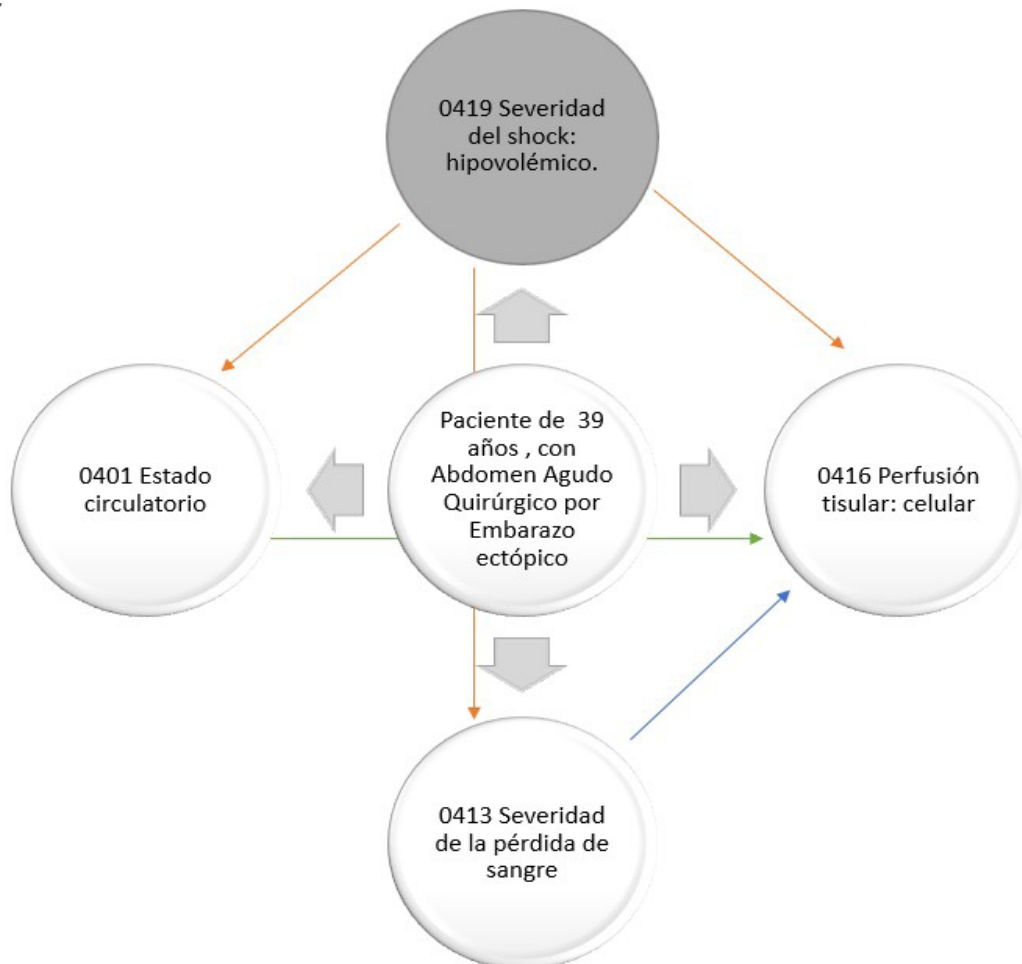 0419 Severidad
del shock:
hipovolémico.
0401 Estado
circulatorio
Paciente de  39
años , con
Abdomen Agudo
Quirúrgico por
Embarazo
ectópico
0416 Perfusión
tisular: celular
0413 Severidad
de la pérdida de
sangre